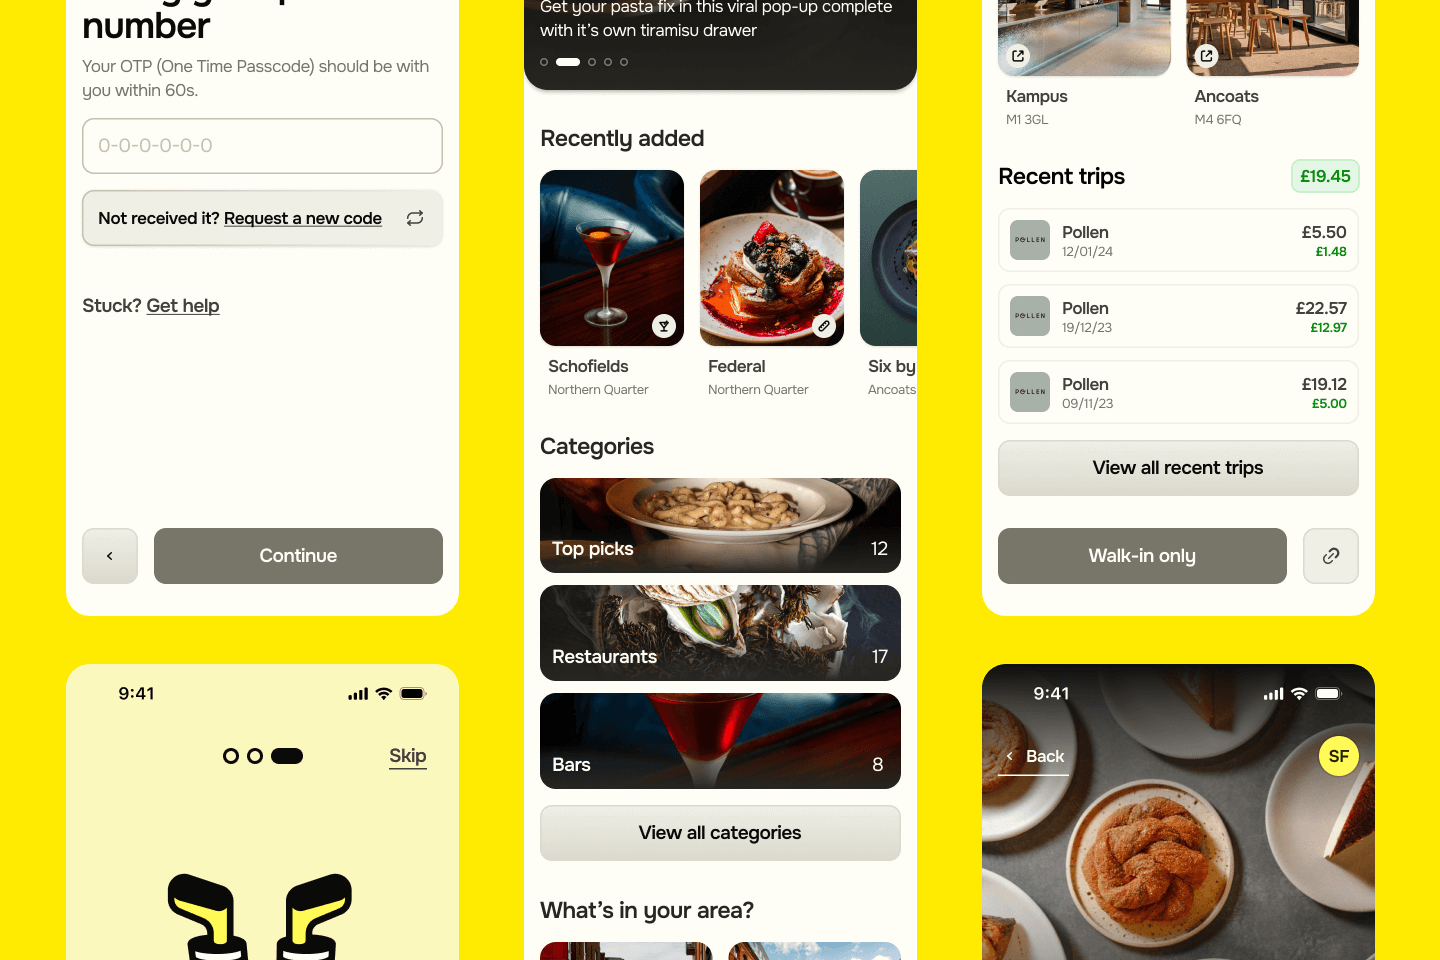 number
Your OTP (One Time Passcode) should be with
you within 60s.
0-0-0-0-0-0
Not received it? Request a new code
Stuck? Get help
Continue
9:41
Skip
Get your pasta fix in this viral pop-up complete
with it’s own tiramisu drawer
Recently added
Schofields
Northern Quarter
Federal
Northern Quarter
Six by
Ancoats
Categories
Top picks
12
Restaurants
17
Bars
8
View all categories
What’s in your area?
Kampus
M1 3GL
Ancoats
M4 6FQ
Recent trips
£19.45
POLLEN
Pollen
£5.50
12/01/24
£1.48
POLLEN
Pollen
£22.57
19/12/23
£12.97
POLLEN
Pollen
£19.12
09/11/23
£5.00
View all recent trips
Walk-in only
9:41
Back
SF